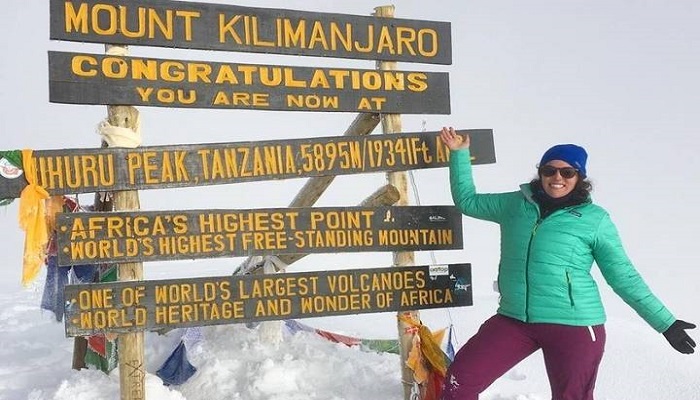 MOUNT KILIMANJARO
CONGRATULATIONS
YOU ARE NOW AT
UHURU PEAK, TANZANIA, 5895M/19341Ft. A
• AFRICA'S HIGHEST POINT
• WORLD'S HIGHEST FREE-STANDING MOUNTAIN
• ONE OF WORLD'S LARGEST VOLCANOES
• WORLD HERITAGE AND WONDER OF AFRICA